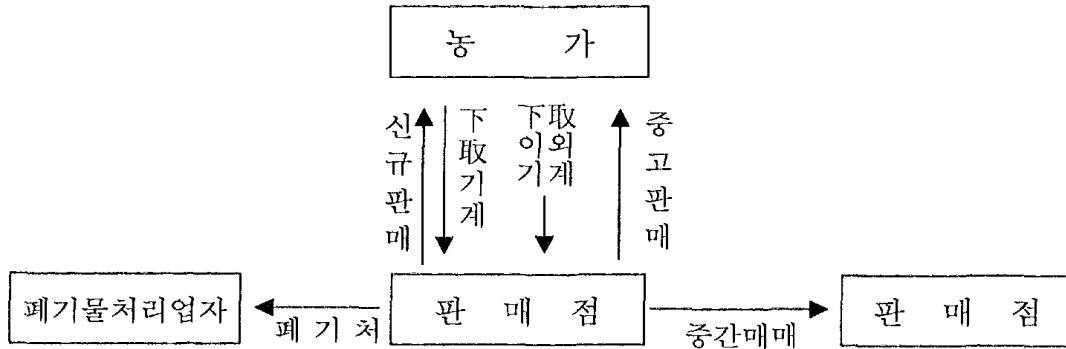 농 가
신규판매
下取기계
下取
이외
기계
중고판매
폐기물처리업자
폐 기 처
판 매 점
중간매매
판 매 점